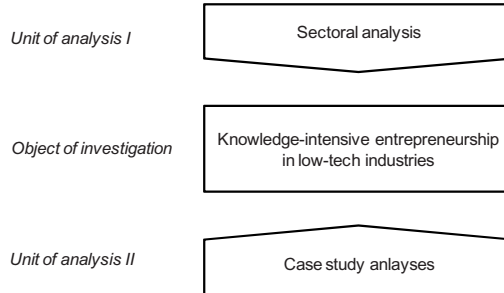 Unit of analysis I
Sectoral analysis
Object of investigation
Knowledge-intensive entrepreneurship
in low-tech industries
Unit of analysis II
Case study anlayses